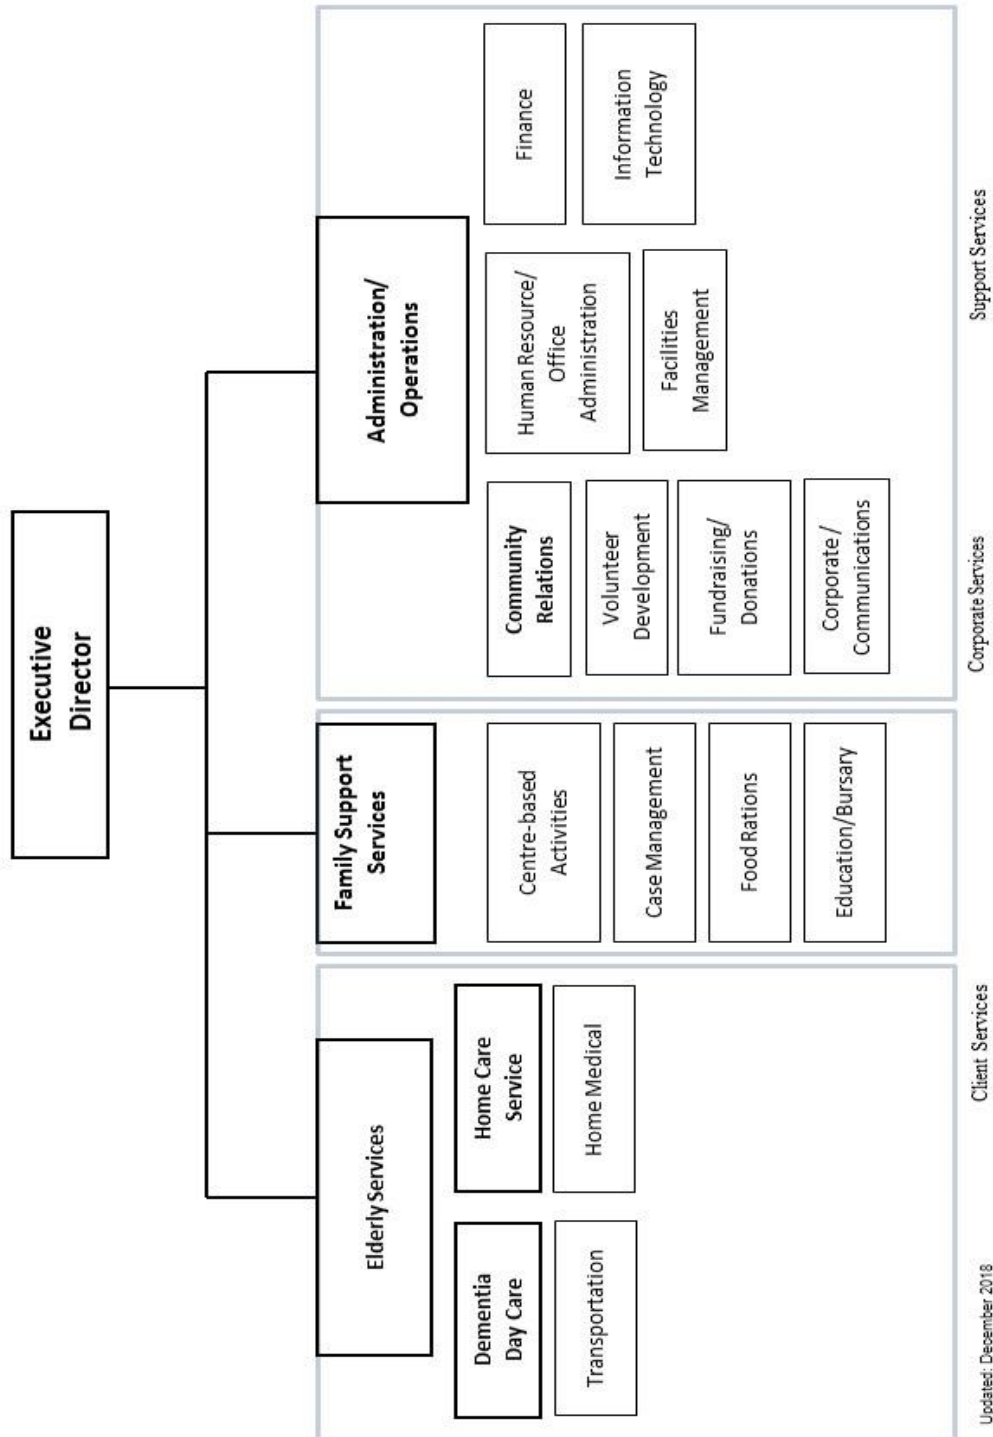 Executive
Director
Elderly Services
Family Support
Services
Administration/
Operations
Dementia
Day Care
Home Care
Service
Transportation
Home Medical
Centre-based
Activities
Case Management
Food Rations
Education/Bursary
Community
Relations
Volunteer
Development
Fundraising/
Donations
Corporate /
Communications
Human Resource/
Office
Administration
Facilities
Management
Finance
Information
Technology
Client Services
Corporate Services
Support Services
Updated: December 2018